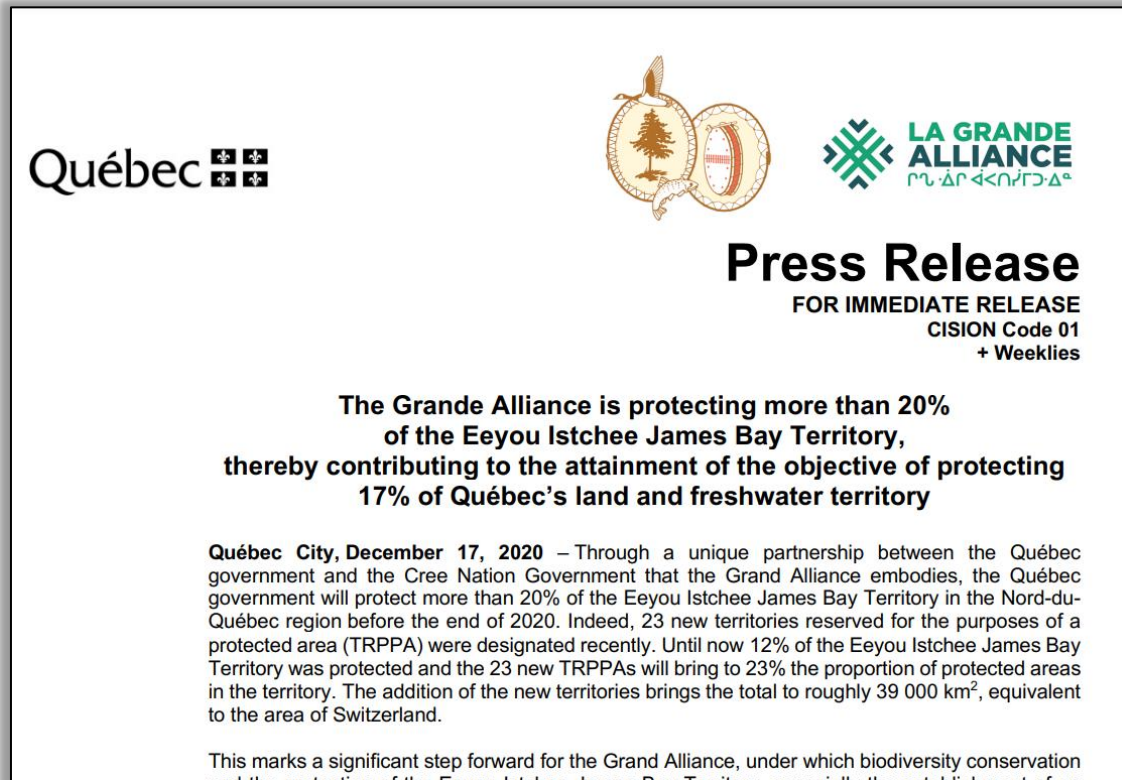 Québec
LA GRANDE
ALLIANCE
Press Release
FOR IMMEDIATE RELEASE
CISION Code 01
+ Weeklies
The Grande Alliance is protecting more than 20%
of the Eeyou Istchee James Bay Territory,
thereby contributing to the attainment of the objective of protecting
17% of Québec’s land and freshwater territory
Québec City, December 17, 2020 – Through a unique partnership between the Québec
government and the Cree Nation Government that the Grand Alliance embodies, the Québec
government will protect more than 20% of the Eeyou Istchee James Bay Territory in the Nord-du-
Québec region before the end of 2020. Indeed, 23 new territories reserved for the purposes of a
protected area (TRPPA) were designated recently. Until now 12% of the Eeyou Istchee James Bay
Territory was protected and the 23 new TRPPAs will bring to 23% the proportion of protected areas
in the territory. The addition of the new territories brings the total to roughly 39 000 km², equivalent
to the area of Switzerland.
This marks a significant step forward for the Grand Alliance, under which biodiversity conservation